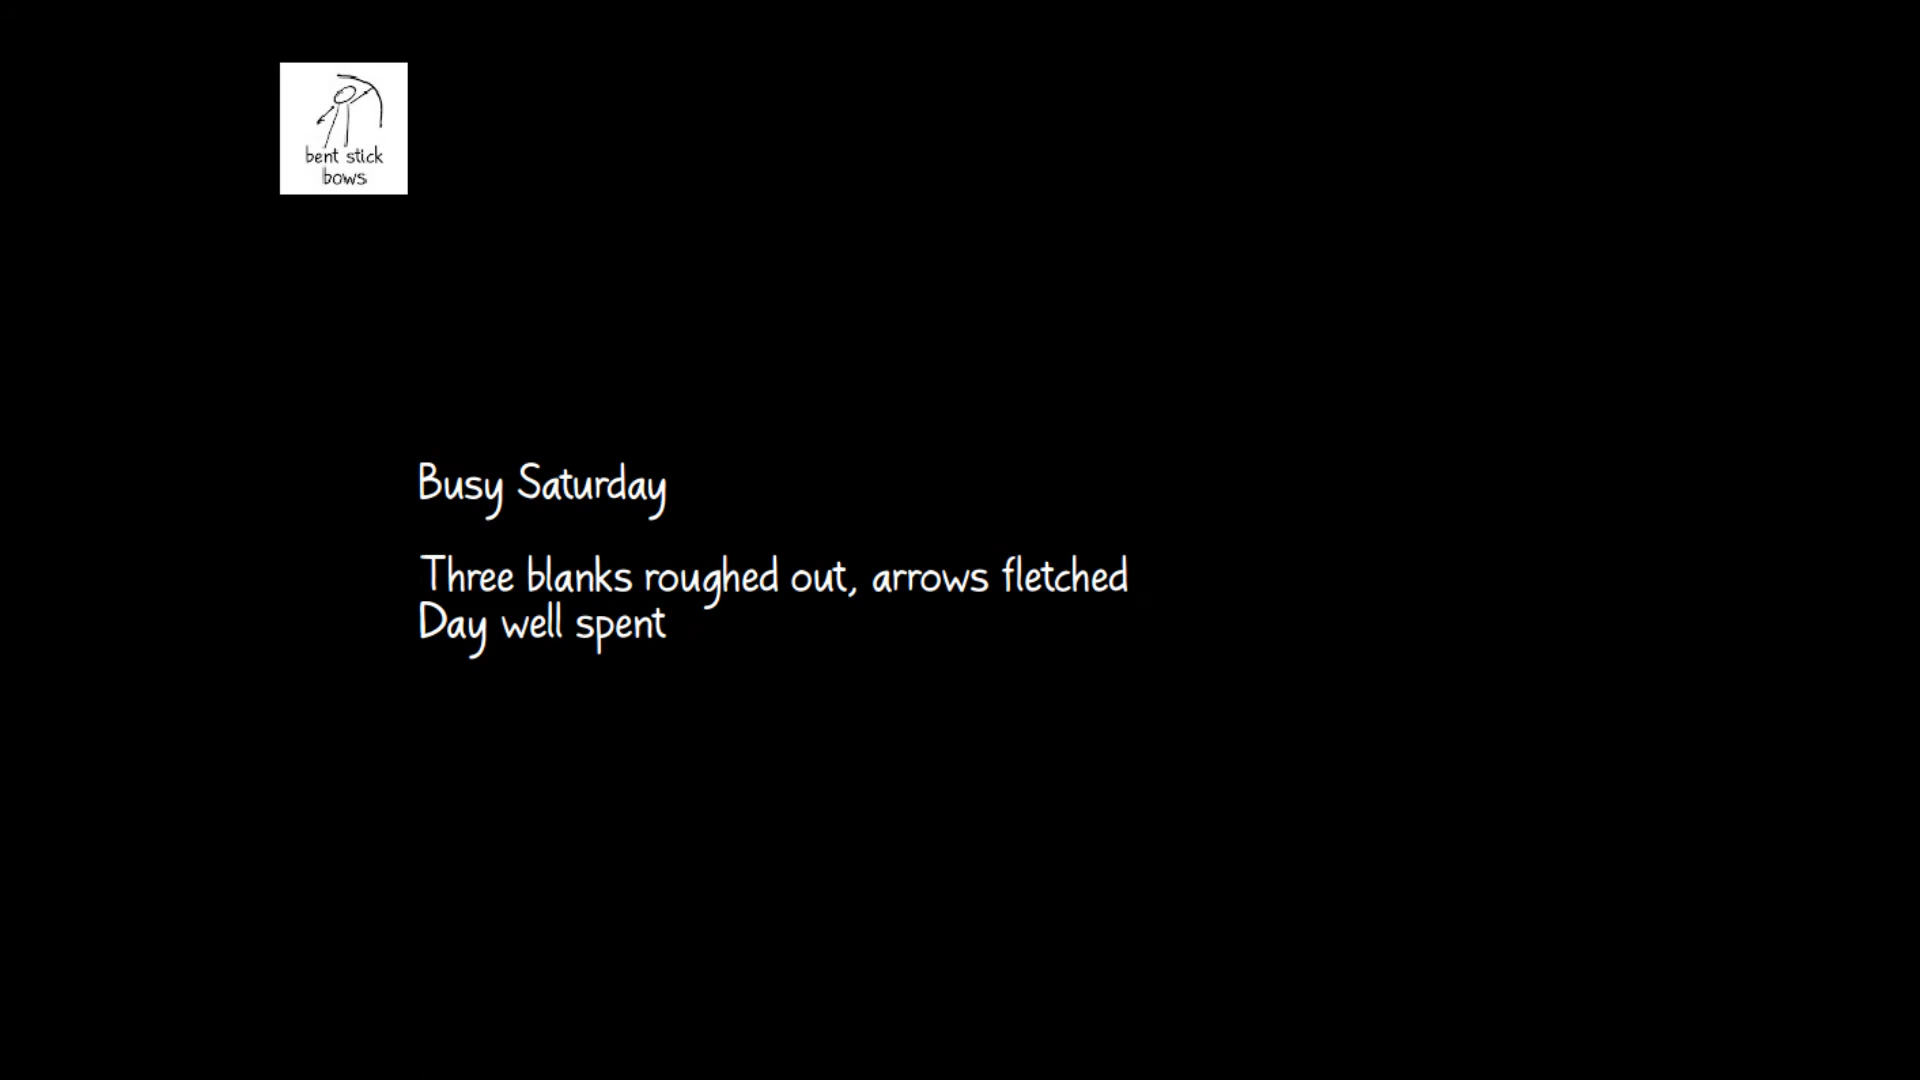 bent stick
bows
Busy Saturday
Three blanks roughed out, arrows fletched
Day well spent